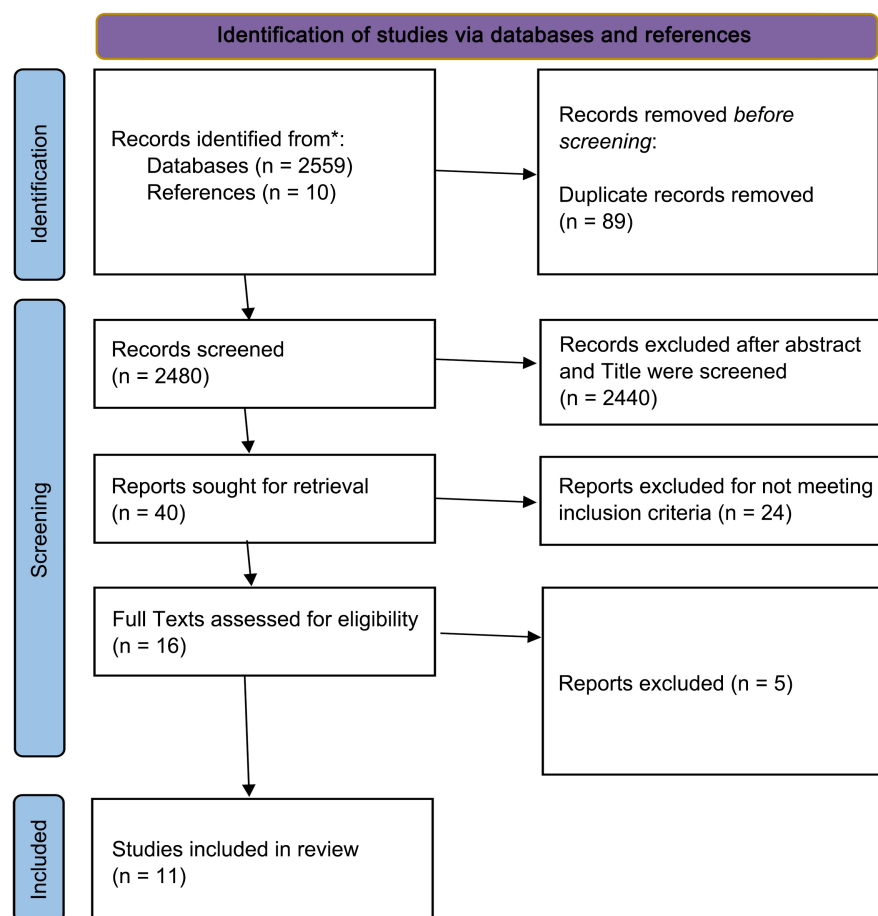 Identification of studies via databases and references
Identification
Records identified from*:
Databases (n = 2559)
References (n = 10)
Records removed before
screening:
Duplicate records removed
(n = 89)
Screening
Records screened
(n = 2480)
Records excluded after abstract
and Title were screened
(n = 2440)
Reports sought for retrieval
(n = 40)
Reports excluded for not meeting
inclusion criteria (n = 24)
Full Texts assessed for eligibility
(n = 16)
Reports excluded (n = 5)
Included
Studies included in review
(n = 11)